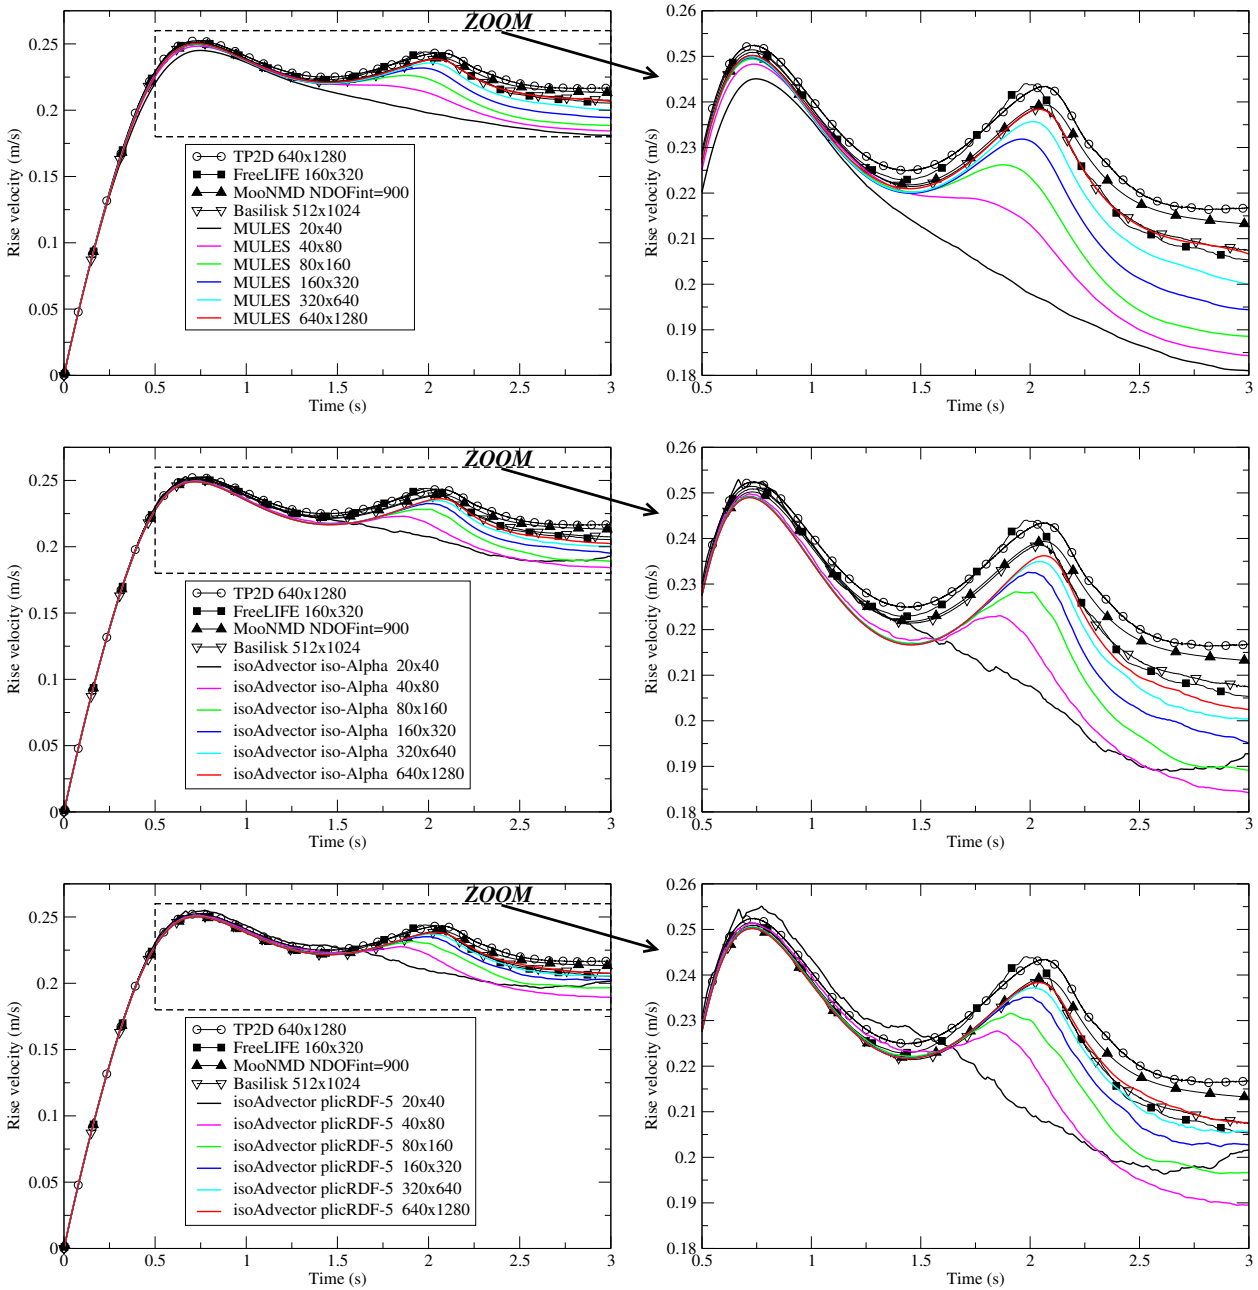 ZOOM
Rise velocity (m/s)
0.25
0.2
0.15
0.1
0.05
0
TP2D 640x1280
FreeLIFE 160x320
MooNMD NDOFint=900
Basilisk 512x1024
MULES 20x40
MULES 40x80
MULES 80x160
MULES 160x320
MULES 320x640
MULES 640x1280
0 0.5 1 1.5 2 2.5 3
Time (s)
Rise velocity (m/s)
0.26
0.25
0.24
0.23
0.22
0.21
0.2
0.19
0.18
0.5 1 1.5 2 2.5 3
Time (s)
ZOOM
Rise velocity (m/s)
0.25
0.2
0.15
0.1
0.05
0
TP2D 640x1280
FreeLIFE 160x320
MooNMD NDOFint=900
Basilisk 512x1024
isoAdvector iso-Alpha 20x40
isoAdvector iso-Alpha 40x80
isoAdvector iso-Alpha 80x160
isoAdvector iso-Alpha 160x320
isoAdvector iso-Alpha 320x640
isoAdvector iso-Alpha 640x1280
0 0.5 1 1.5 2 2.5 3
Time (s)
Rise velocity (m/s)
0.26
0.25
0.24
0.23
0.22
0.21
0.2
0.19
0.18
0.5 1 1.5 2 2.5 3
Time (s)
ZOOM
Rise velocity (m/s)
0.25
0.2
0.15
0.1
0.05
0
TP2D 640x1280
FreeLIFE 160x320
MooNMD NDOFint=900
Basilisk 512x1024
isoAdvector plicRDF-5 20x40
isoAdvector plicRDF-5 40x80
isoAdvector plicRDF-5 80x160
isoAdvector plicRDF-5 160x320
isoAdvector plicRDF-5 320x640
isoAdvector plicRDF-5 640x1280
0 0.5 1 1.5 2 2.5 3
Time (s)
Rise velocity (m/s)
0.26
0.25
0.24
0.23
0.22
0.21
0.2
0.19
0.18
0.5 1 1.5 2 2.5 3
Time (s)